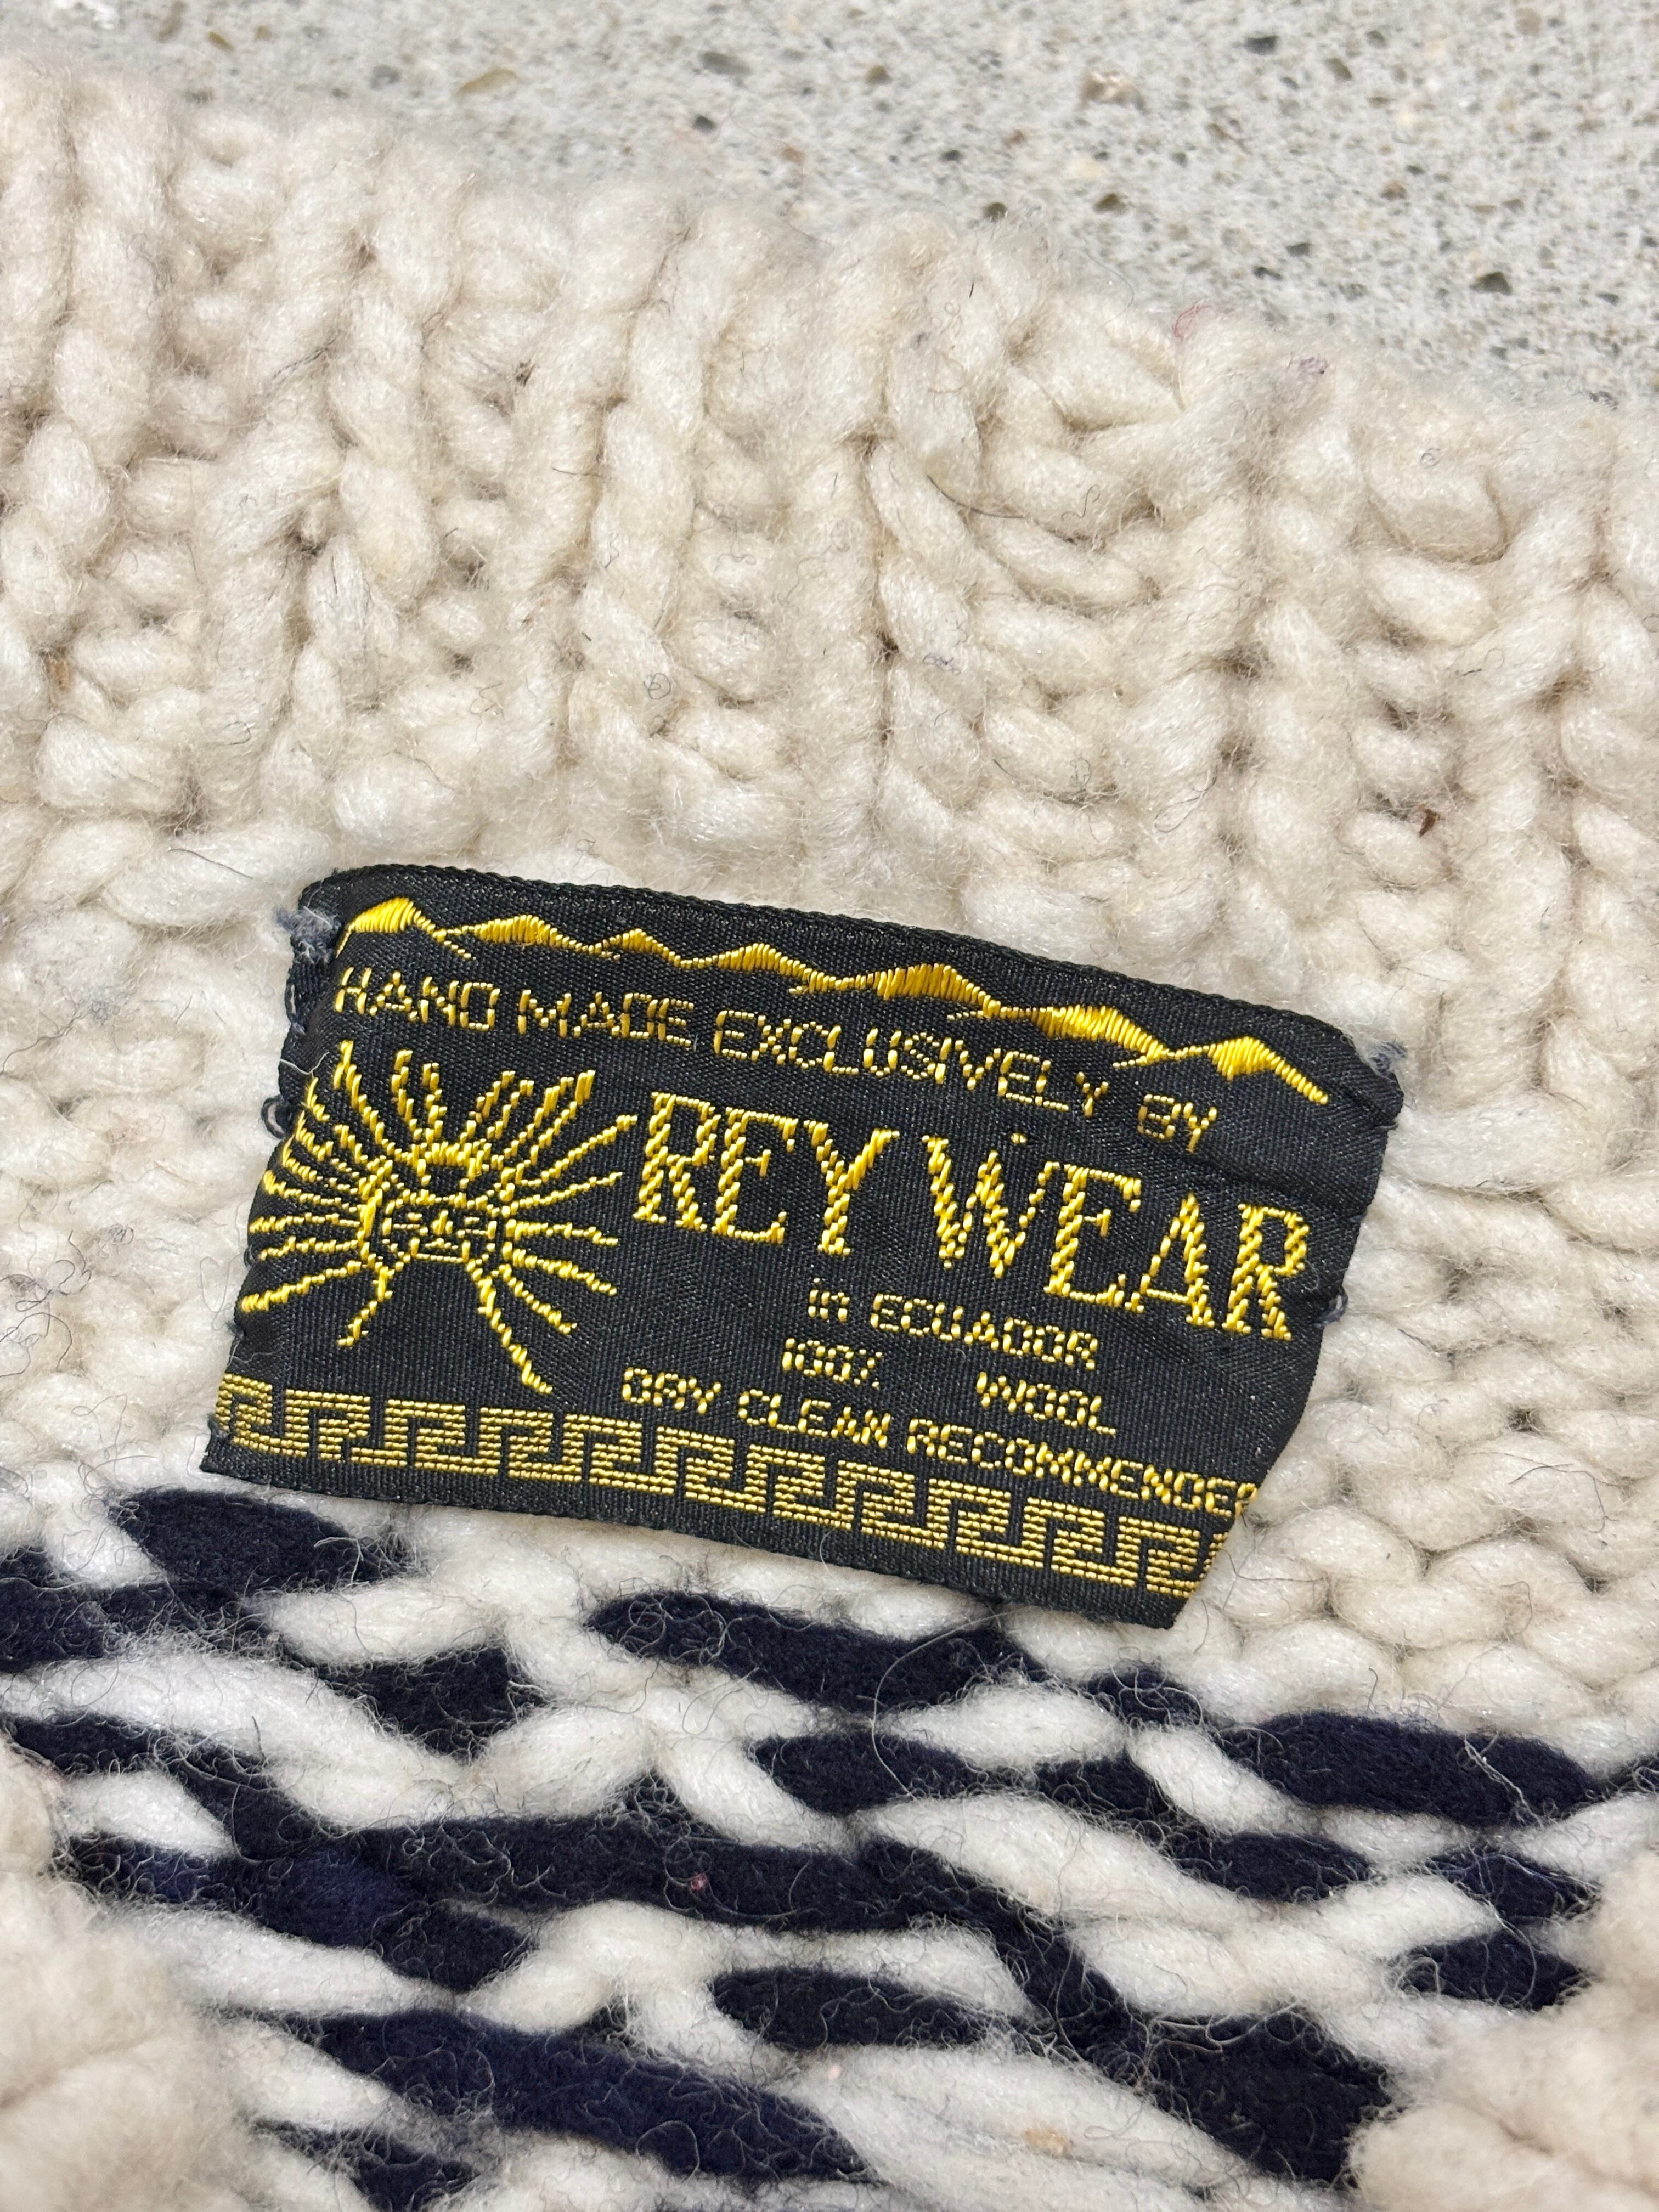 HAND MADE EXCLUSIVELY BY
REY WEAR
in ECUADOR
100% WOOL
DRY CLEAN RECOMMENDED